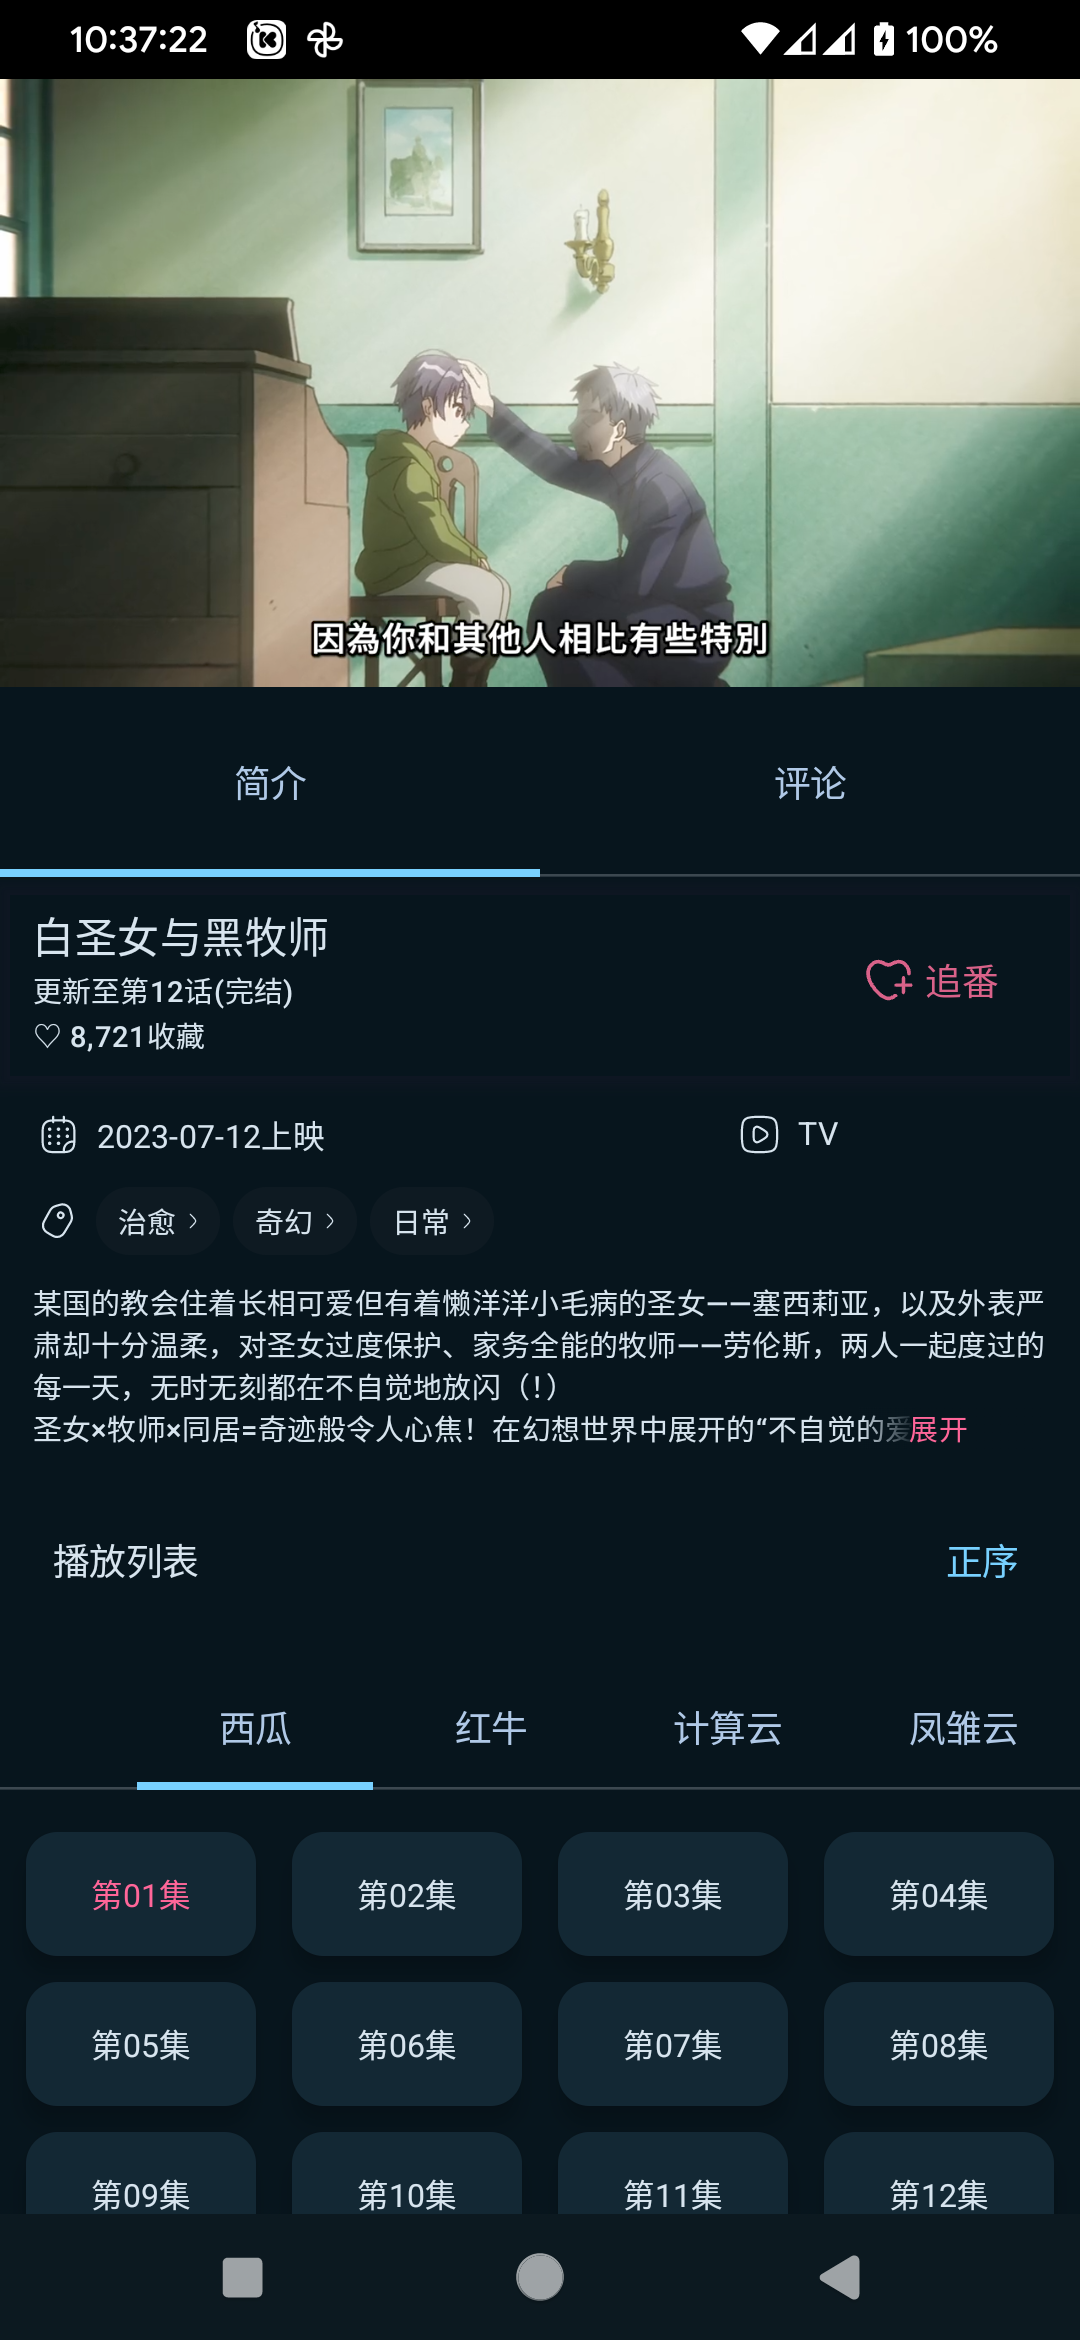 10:37:22 100%
因為你和其他人相比有些特別
简介 评论
白圣女与黑牧师
更新至第12话(完结)
♡ 8,721收藏
追番
2023-07-12上映 TV
治愈 奇幻 日常
某国的教会住着长相可爱但有着懒洋洋小毛病的圣女——塞西莉亚，以及外表严
肃却十分温柔，对圣女过度保护、家务全能的牧师——劳伦斯，两人一起度过的
每一天，无时无刻都在不自觉地放闪（！）
圣女×牧师×同居=奇迹般令人心焦！在幻想世界中展开的“不自觉的爱展开
播放列表 正序
西瓜 红牛 计算云 凤雏云
第01集 第02集 第03集 第04集
第05集 第06集 第07集 第08集
第09集 第10集 第11集 第12集